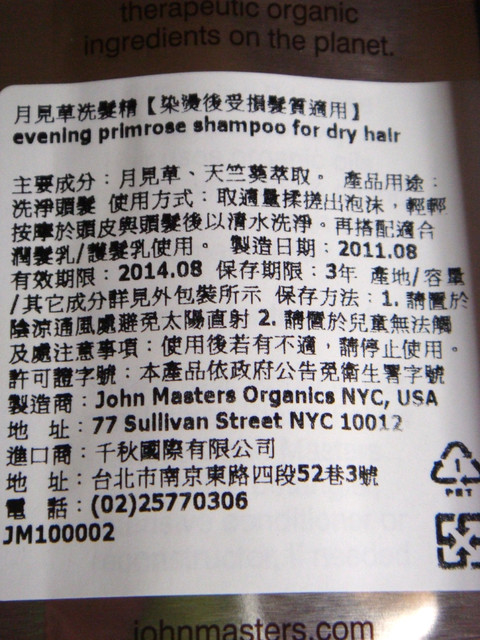 therapeutic organic
ingredients on the planet.
月見草洗髮精【染燙後受損髮質適用】
evening primrose shampoo for dry hair
主要成分：月見草、天竺葵萃取。 產品用途：
洗淨頭髮 使用方式：取適量揉搓出泡沫，輕輕
按摩於頭皮與頭髮後以清水洗淨。再搭配適合
潤髮乳/護髮乳使用。 製造日期：2011.08
有效期限：2014.08 保存期限：3年 產地/容量
/其它成分詳見外包裝所示 保存方法：1. 請置於
陰涼通風處避免太陽直射 2. 請置於兒童無法觸
及處注意事項：使用後若有不適，請停止使用。
許可證字號：本產品依政府公告免衛生署字號
製造商：John Masters Organics NYC, USA
地 址：77 Sullivan Street NYC 10012
進口商：千秋國際有限公司
地 址：台北市南京東路四段52巷3號
電 話：(02)25770306
JM100002
1
PET
johnmasters.com